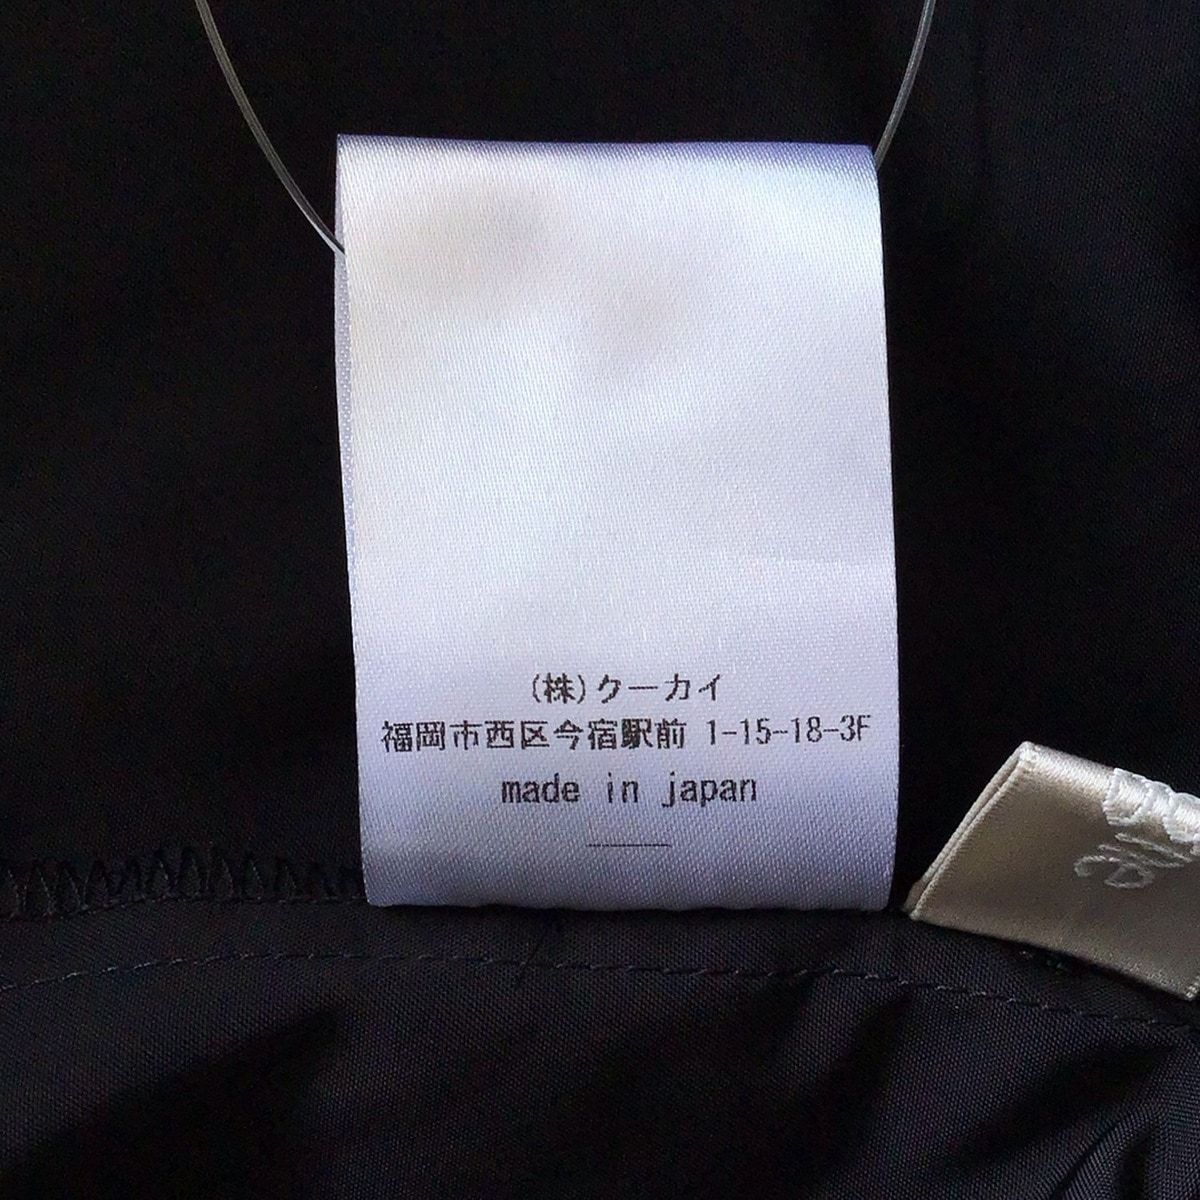 (株)クーカイ
福岡市西区今宿駅前 1-15-18-3F
made in japan